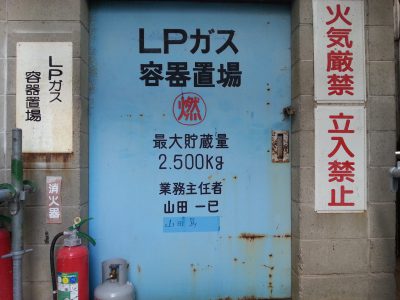 LPガス
容器置場
LPガス
容器置場
燃
最大貯蔵量
2.500Kg
業務主任者
山田 一巳
火気厳禁
立入禁止
消火器